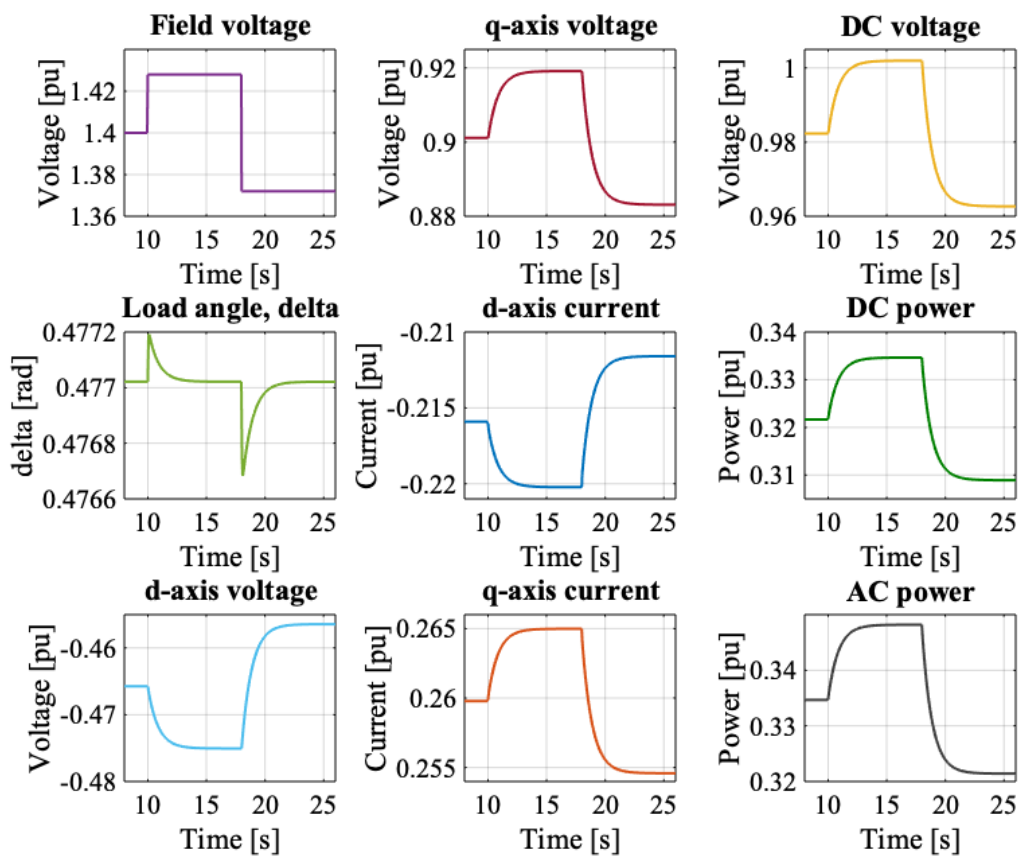 Field voltage
Voltage [pu]
1.42
1.4
1.38
1.36
10 15 20 25
Time [s]
q-axis voltage
Voltage [pu]
0.92
0.9
0.88
10 15 20 25
Time [s]
DC voltage
Voltage [pu]
1
0.98
0.96
10 15 20 25
Time [s]
Load angle, delta
delta [rad]
0.4772
0.477
0.4768
0.4766
10 15 20 25
Time [s]
d-axis current
Current [pu]
-0.21
-0.215
-0.22
10 15 20 25
Time [s]
DC power
Power [pu]
0.34
0.33
0.32
0.31
10 15 20 25
Time [s]
d-axis voltage
Voltage [pu]
-0.46
-0.47
-0.48
10 15 20 25
Time [s]
q-axis current
Current [pu]
0.265
0.26
0.254
10 15 20 25
Time [s]
AC power
Power [pu]
0.34
0.33
0.32
10 15 20 25
Time [s]